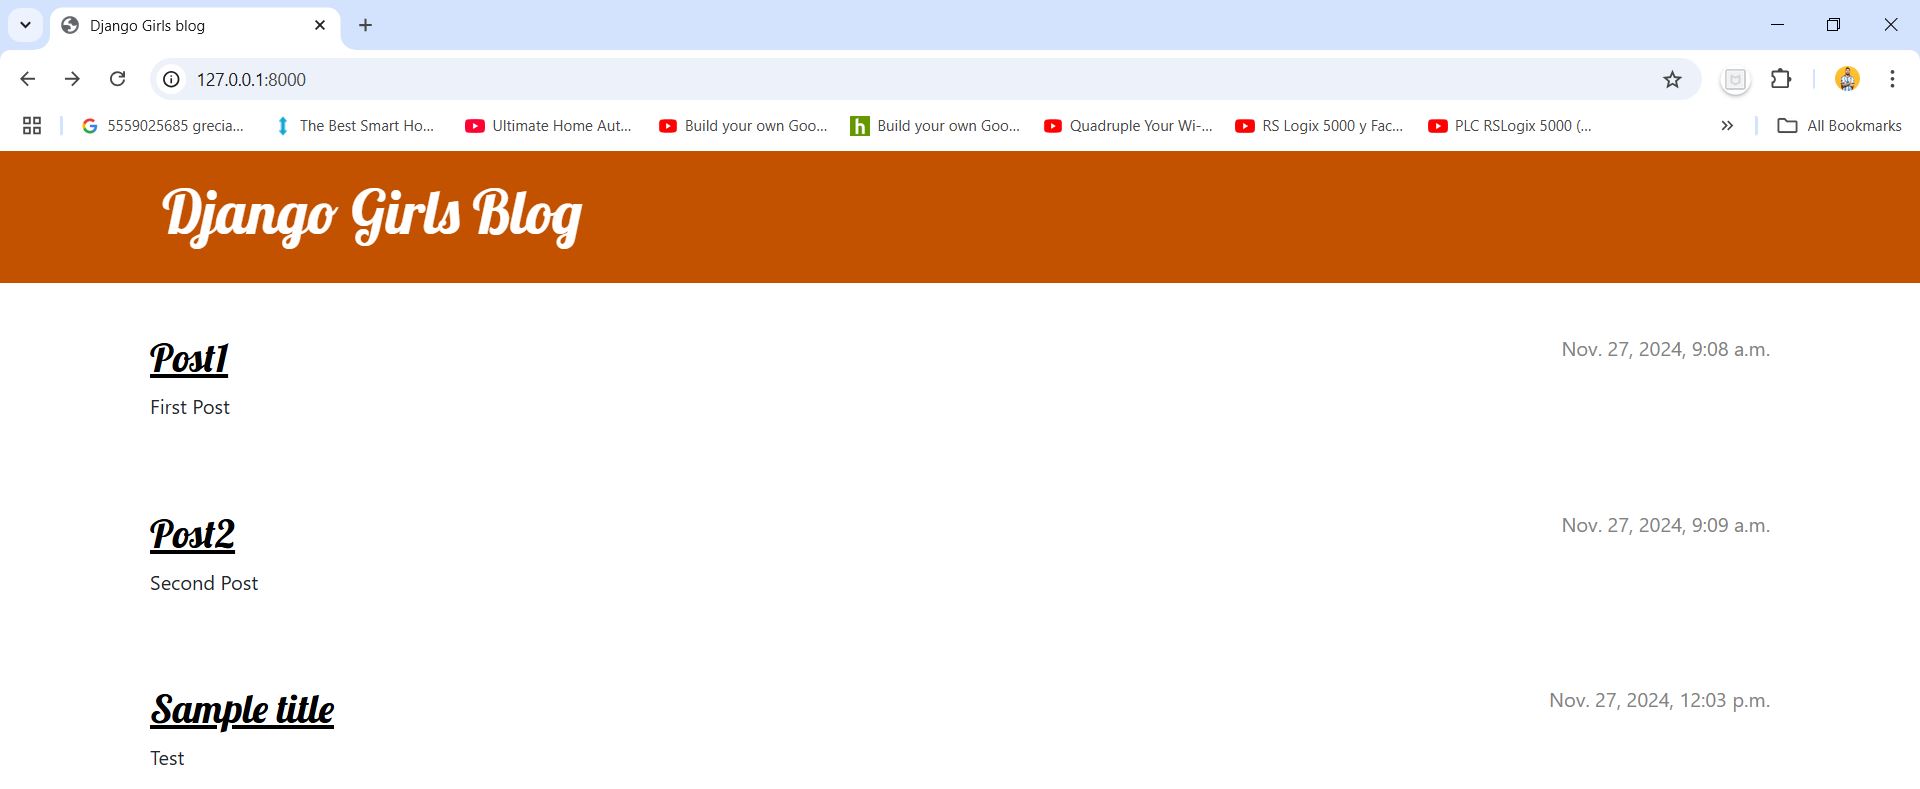 Django Girls blog
127.0.0.1:8000
5559025685 grecia...
The Best Smart Ho...
Ultimate Home Aut...
Build your own Goo...
Build your own Goo...
Quadruple Your Wi-...
RS Logix 5000 y Fac...
PLC RSLogix 5000 (...
All Bookmarks
Django Girls Blog
Post1
Nov. 27, 2024, 9:08 a.m.
First Post
Post2
Nov. 27, 2024, 9:09 a.m.
Second Post
Sample title
Nov. 27, 2024, 12:03 p.m.
Test